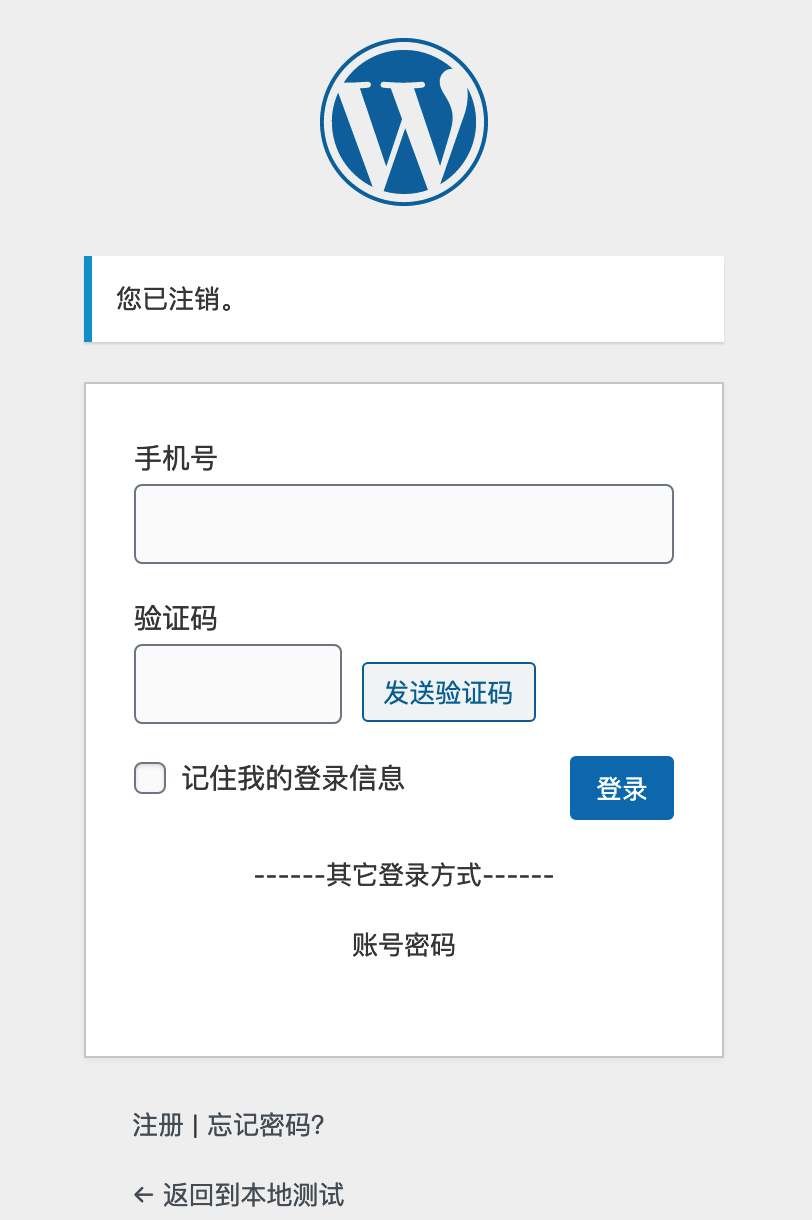 您已注销。
手机号
验证码
发送验证码
记住我的登录信息
登录
------其它登录方式------
账号密码
注册 | 忘记密码?
← 返回到本地测试